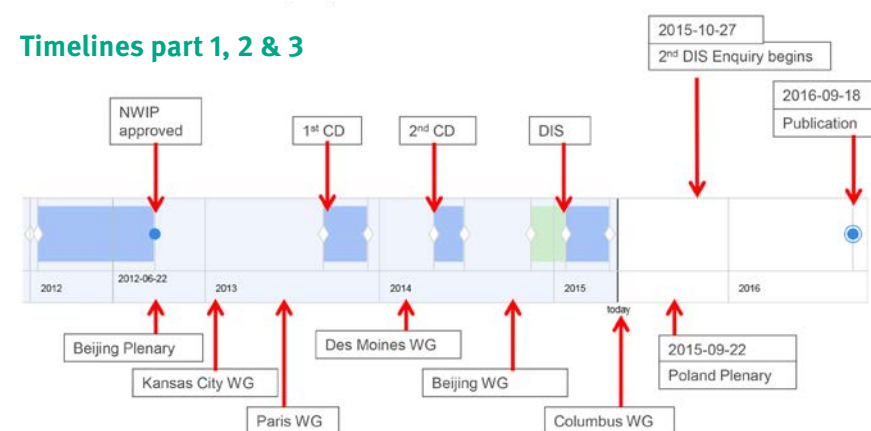 Timelines part 1, 2 & 3
2015-10-27
2nd DIS Enquiry begins
2016-09-18
Publication
NWIP
approved
1st CD
2nd CD
DIS
2012
2012-06-22
2013
2014
2015
2016
today
Beijing Plenary
Kansas City WG
Paris WG
Des Moines WG
Beijing WG
Columbus WG
2015-09-22
Poland Plenary